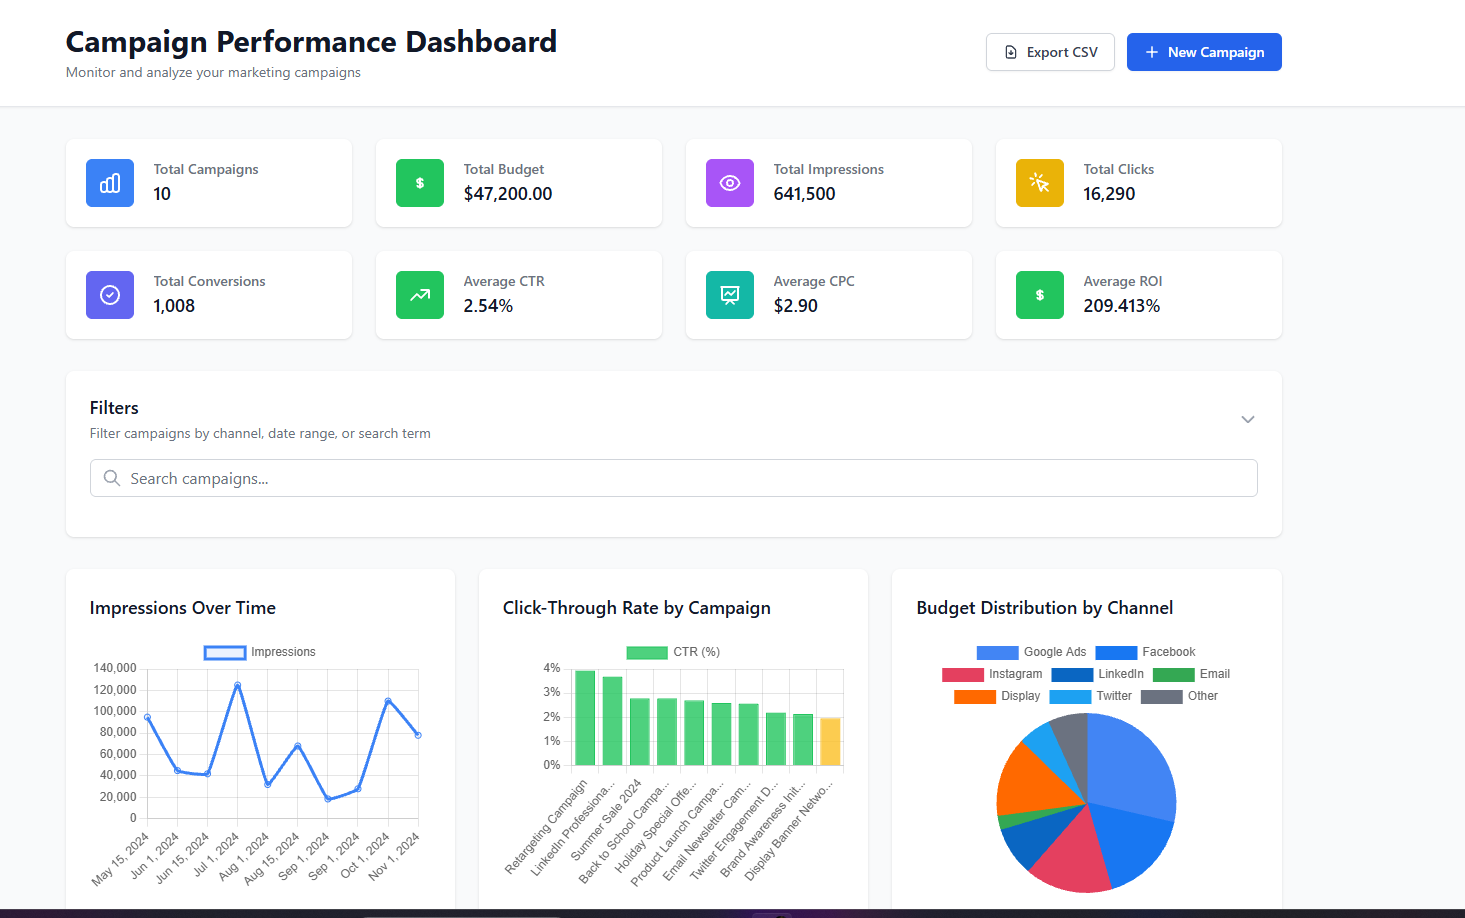 Campaign Performance Dashboard
Monitor and analyze your marketing campaigns
Export CSV
New Campaign
Total Campaigns
10
Total Budget
$47,200.00
Total Impressions
641,500
Total Clicks
16,290
Total Conversions
1,008
Average CTR
2.54%
Average CPC
$2.90
Average ROI
209.413%
Filters
Filter campaigns by channel, date range, or search term
Search campaigns...
Impressions Over Time
Impressions
140,000
120,000
100,000
80,000
60,000
40,000
20,000
0
May 15, 2024
Jun 1, 2024
Jun 15, 2024
Jul 1, 2024
Aug 1, 2024
Aug 15, 2024
Sep 1, 2024
Sep 1, 2024
Oct 1, 2024
Nov 1, 2024
Click-Through Rate by Campaign
CTR (%)
4%
3%
2%
1%
0%
Retargeting Campaign
LinkedIn Professiona...
Summer Sale 2024
Back to School Campa...
Holiday Special Offe...
Product Launch Campa...
Email Newsletter Cam...
Twitter Engagement D...
Brand Awareness Init...
Display Banner Netwo...
Budget Distribution by Channel
Google Ads
Facebook
Instagram
LinkedIn
Email
Display
Twitter
Other